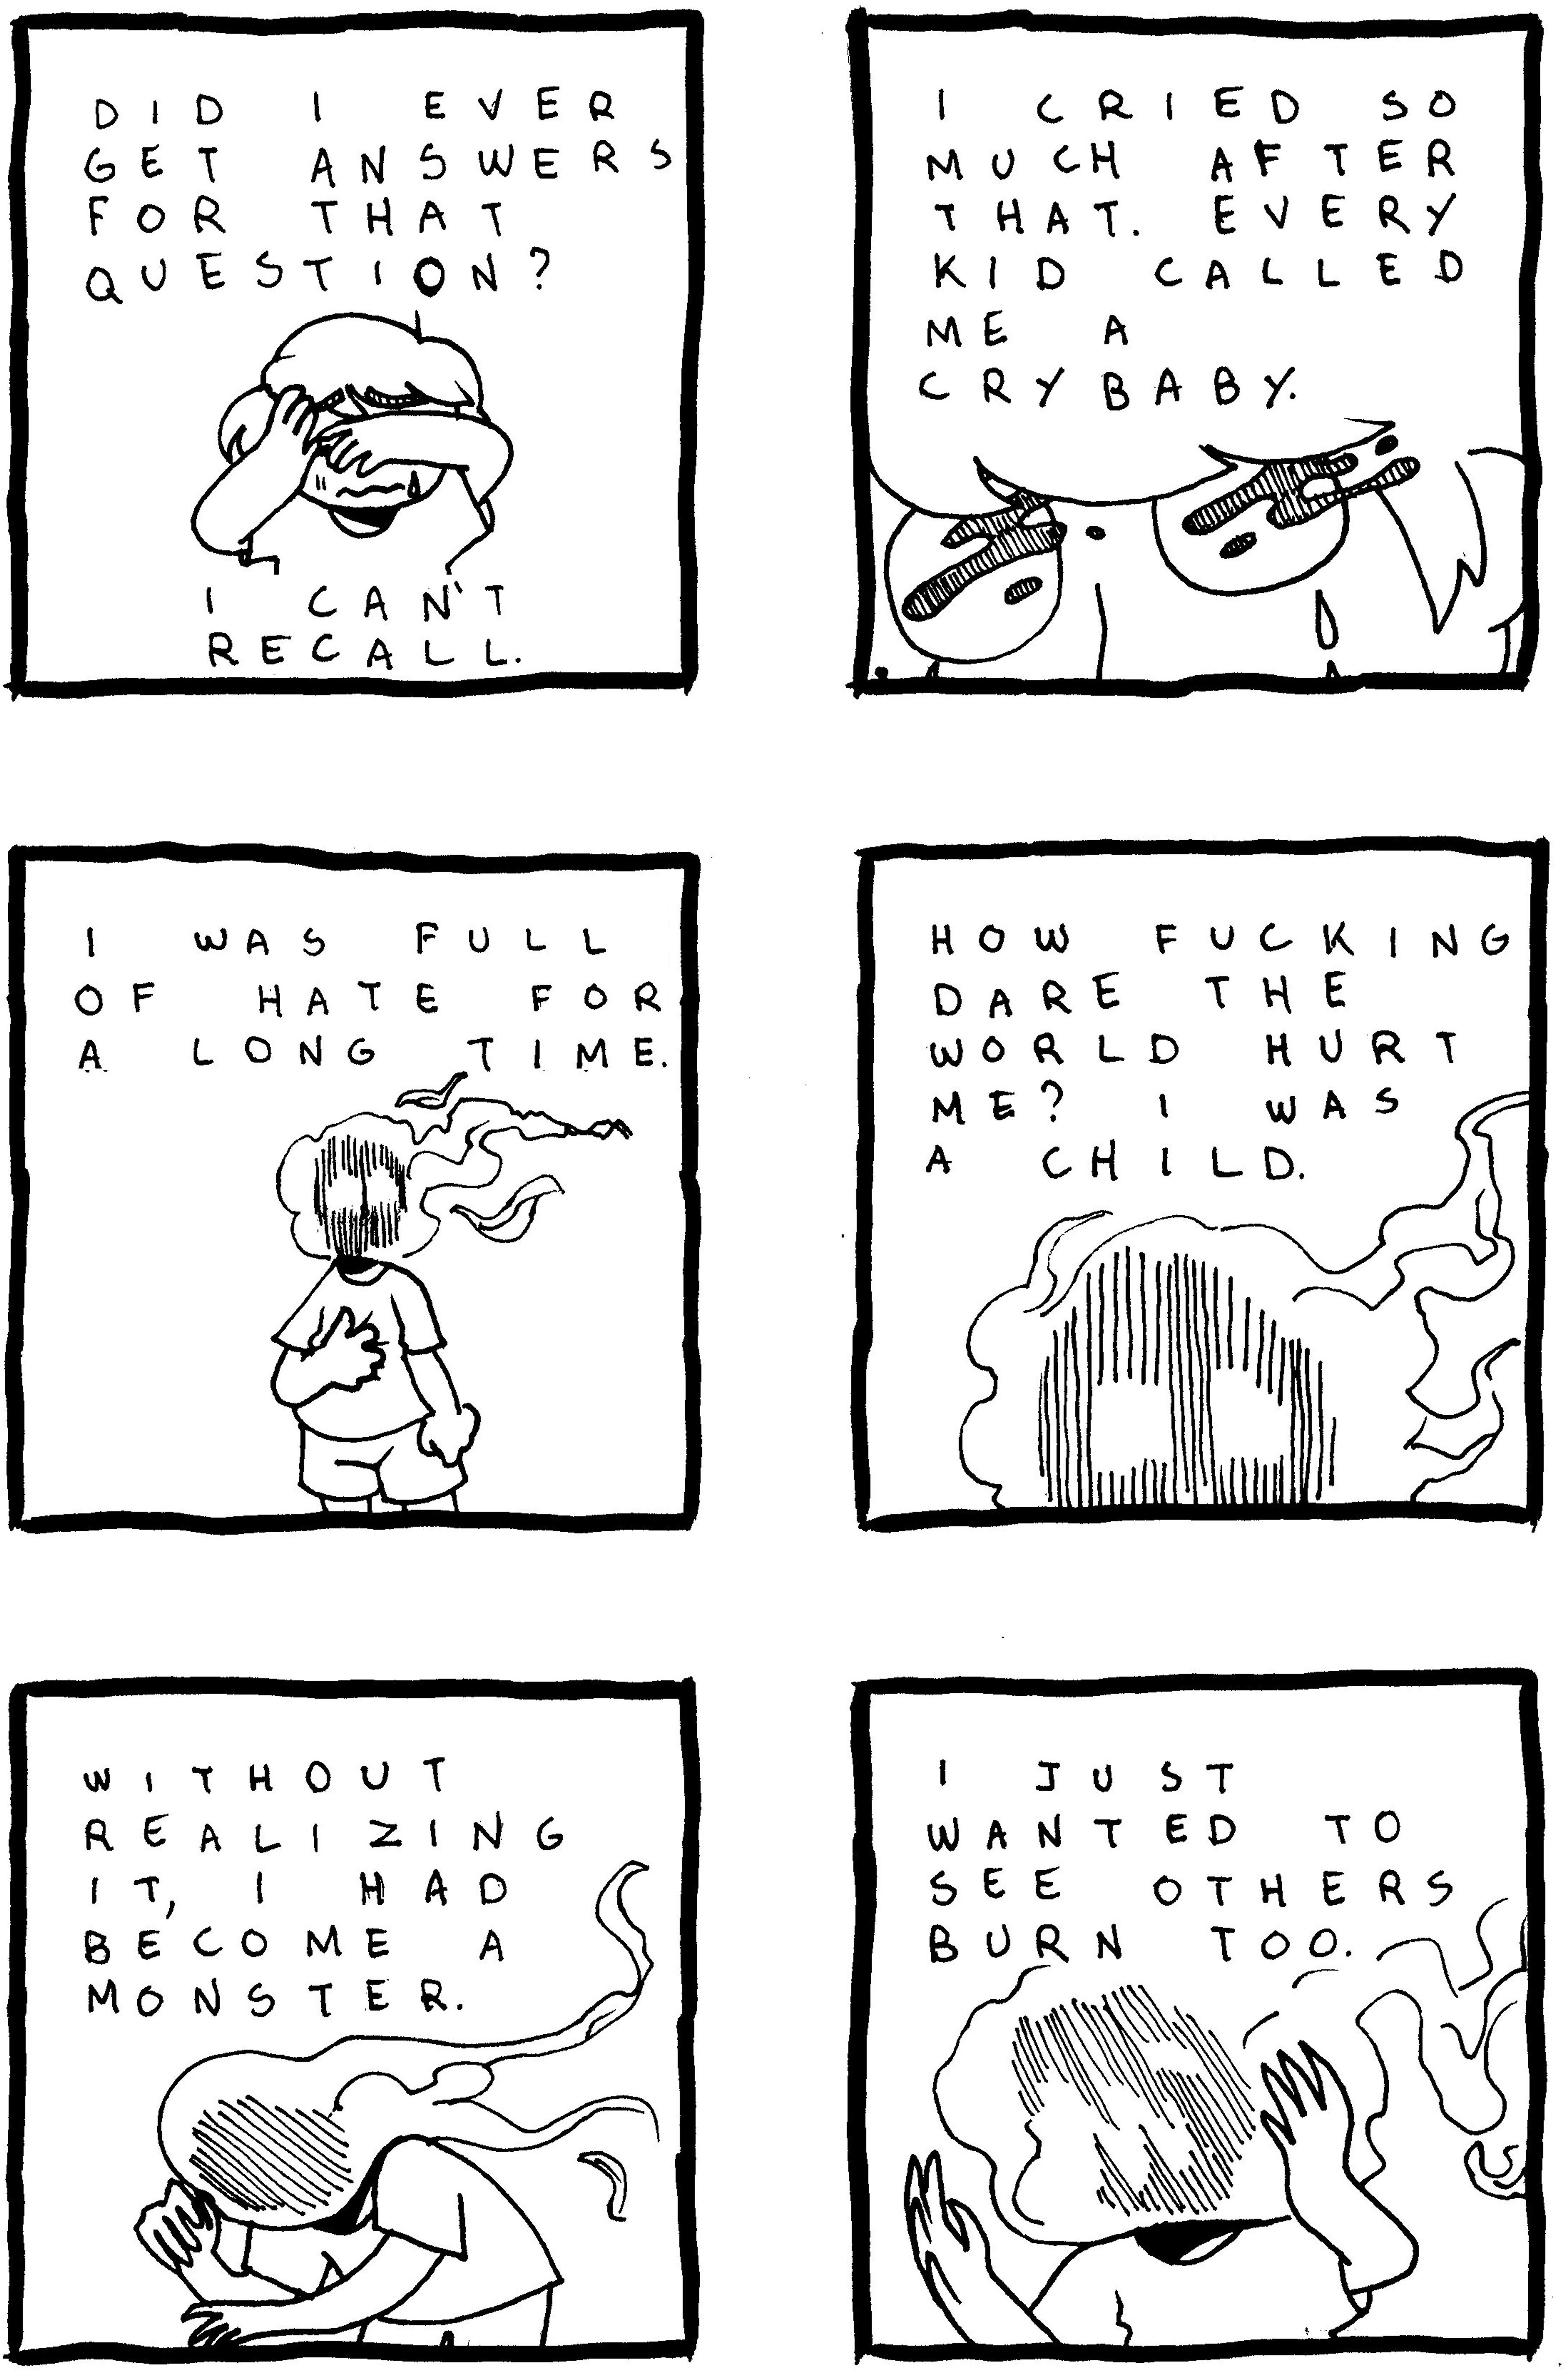 DID I EVER
GET ANSWERS
FOR THAT
QUESTION?
I CAN'T
RECALL.
I CRIED SO
MUCH AFTER
THAT. EVERY
KID CALLED
ME A
CRYBABY.
I WAS FULL
OF HATE FOR
A LONG TIME.
HOW FUCKING
DARE THE
WORLD HURT
ME? I WAS
A CHILD.
WITHOUT
REALIZING
IT, I HAD
BECOME A
MONSTER.
I JUST
WANTED TO
SEE OTHERS
BURN TOO.